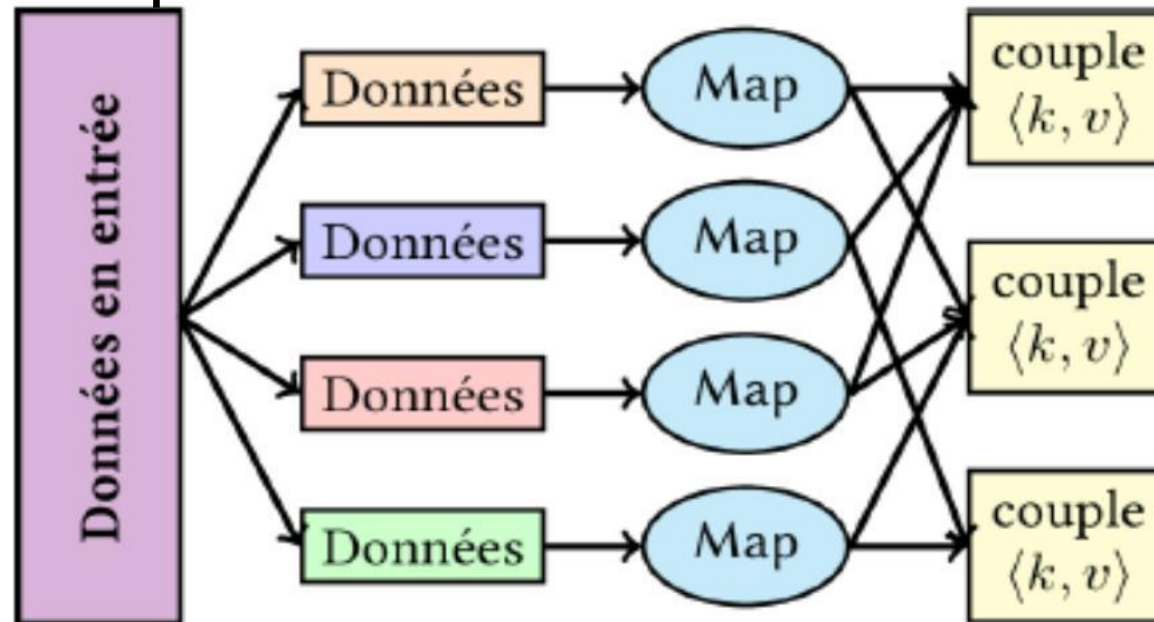 Données en entrée
Données
Map
couple
⟨k, v⟩
Données
Map
couple
⟨k, v⟩
Données
Map
couple
⟨k, v⟩
Données
Map